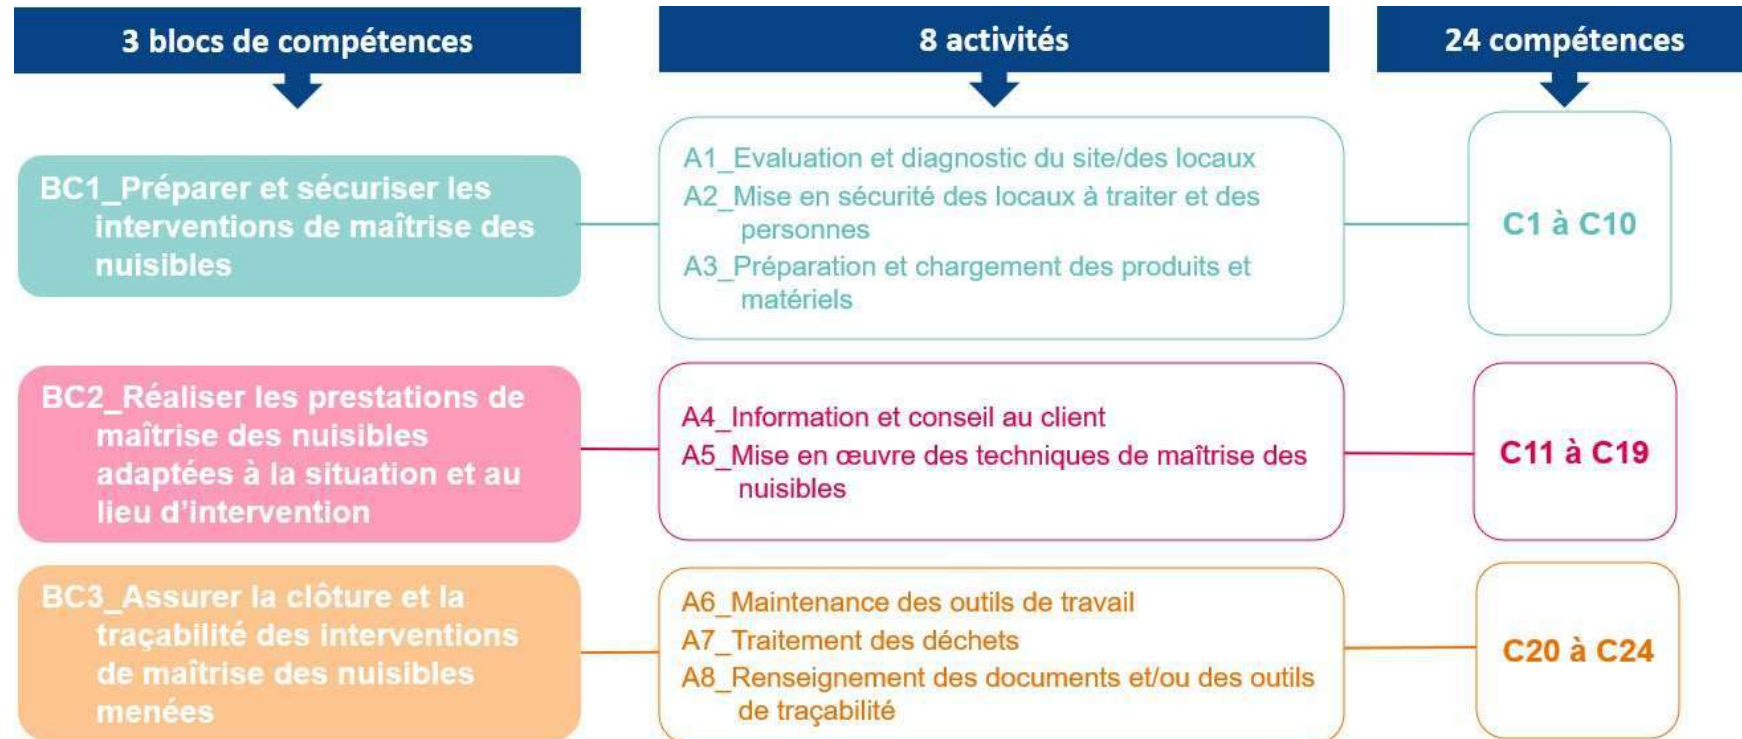 3 blocs de compétences
8 activités
24 compétences
BC1_Préparer et sécuriser les
interventions de maîtrise des
nuisibles
A1_Evaluation et diagnostic du site/des locaux
A2_Mise en sécurité des locaux à traiter et des
personnes
A3_Préparation et chargement des produits et
matériels
C1 à C10
BC2_Réaliser les prestations de
maîtrise des nuisibles
adaptées à la situation et au
lieu d’intervention
A4_Information et conseil au client
A5_Mise en œuvre des techniques de maîtrise des
nuisibles
C11 à C19
BC3_Assurer la clôture et la
traçabilité des interventions
de maîtrise des nuisibles
menées
A6_Maintenance des outils de travail
A7_Traitement des déchets
A8_Renseignement des documents et/ou des outils
de traçabilité
C20 à C24